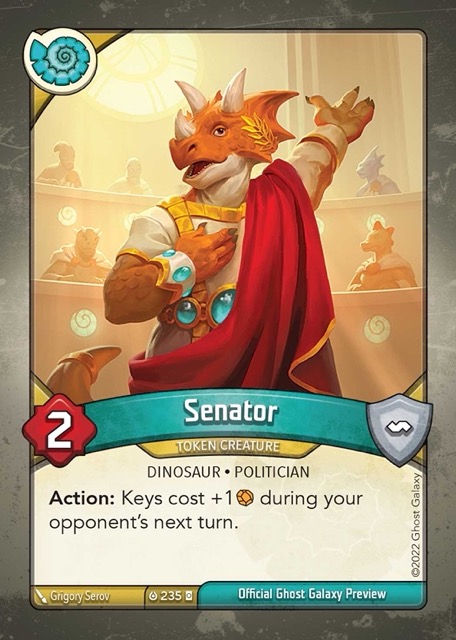 Senator
2
TOKEN CREATURE
DINOSAUR • POLITICIAN
Action: Keys cost +1 during your
opponent's next turn.
©2022 Ghost Galaxy
Grigory Serov
235
Official Ghost Galaxy Preview